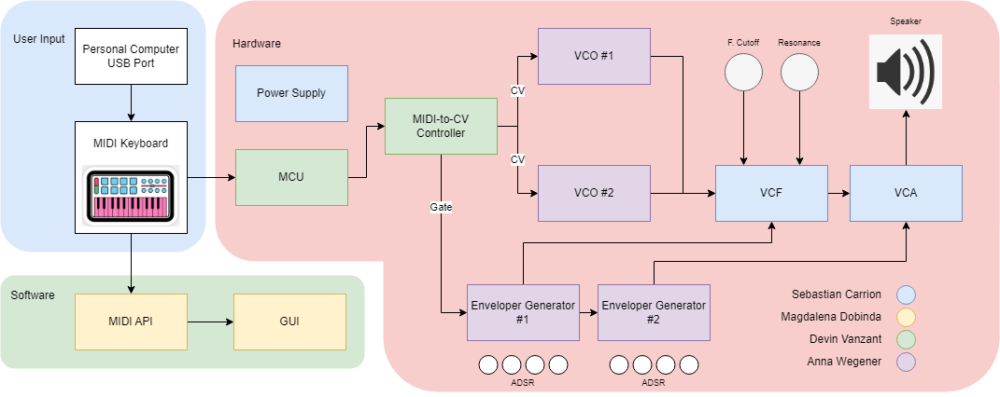 User Input
Personal Computer
USB Port
MIDI Keyboard
Hardware
Power Supply
MCU
MIDI-to-CV
Controller
CV
CV
Gate
VCO #1
VCO #2
F. Cutoff
Resonance
Speaker
VCF
VCA
Enveloper Generator
#1
Enveloper Generator
#2
ADSR
ADSR
Software
MIDI API
GUI
Sebastian Carrion
Magdalena Dobinda
Devin Vanzant
Anna Wegener